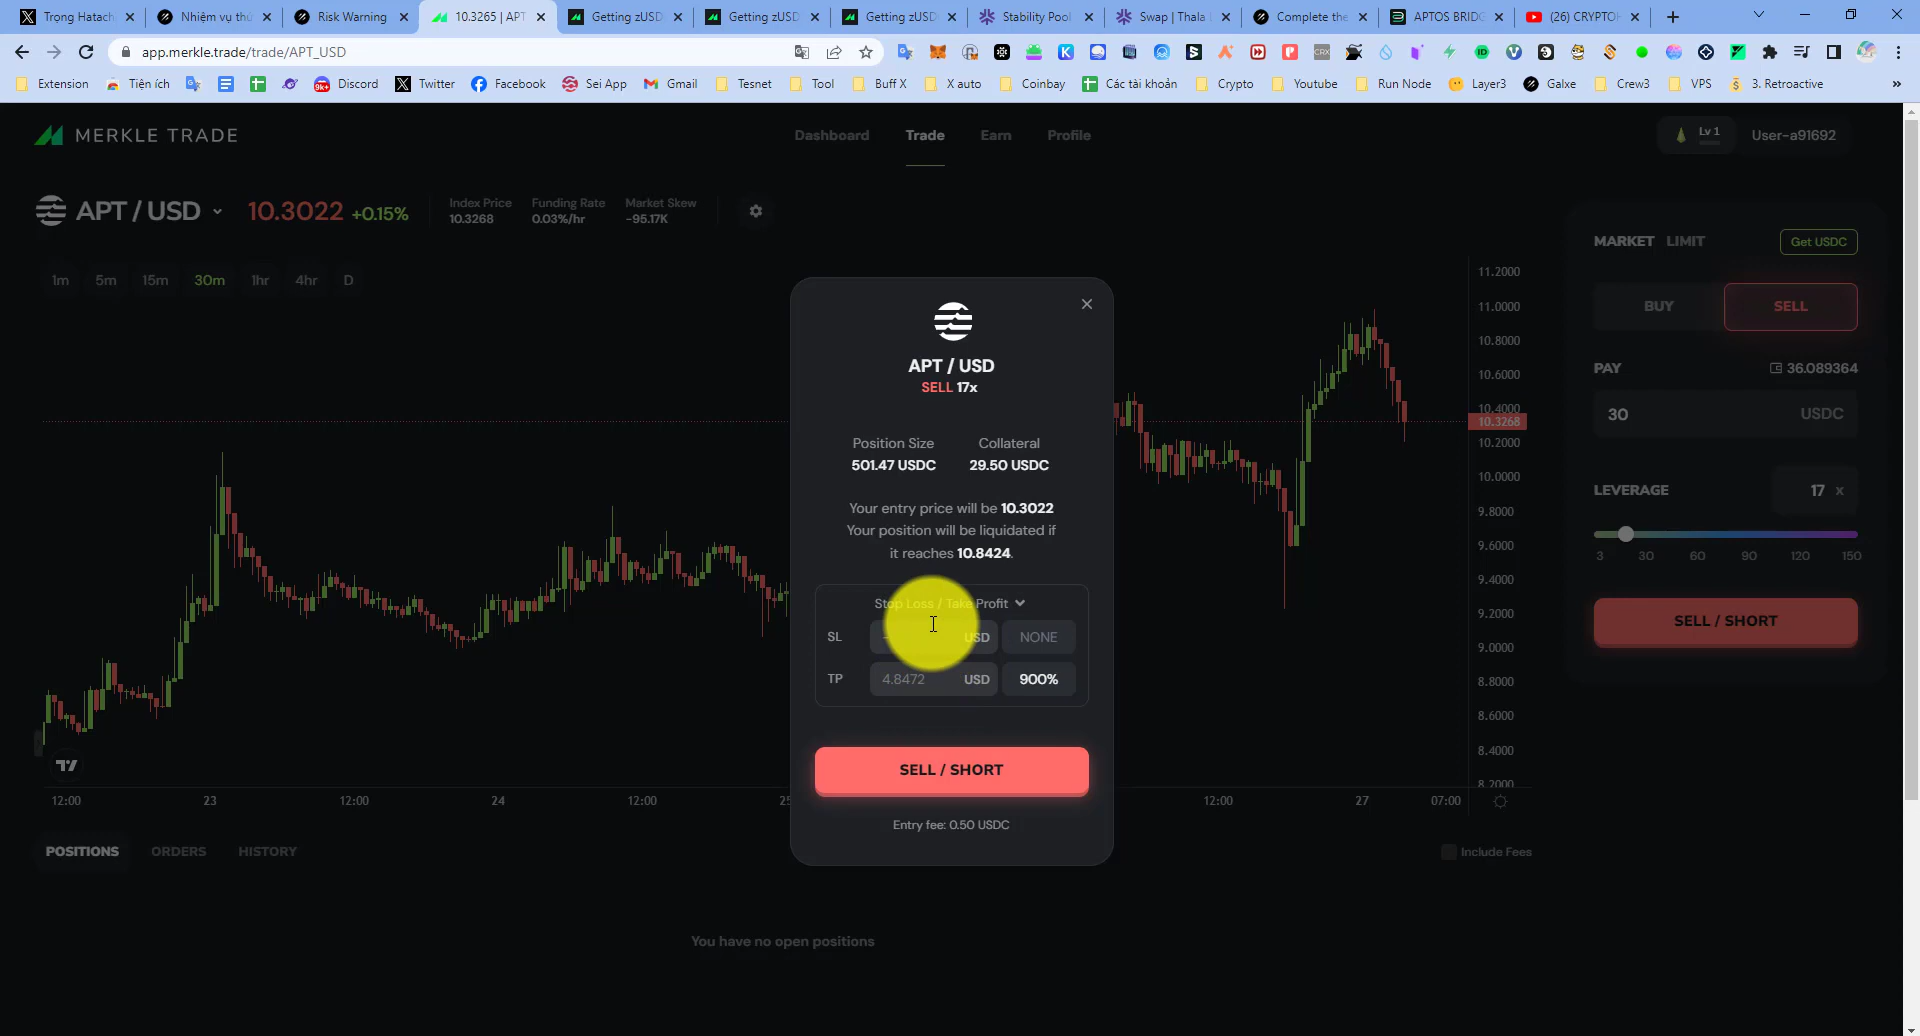 Trọng Hatach
Nhiệm vụ thứ
Risk Warning
10.3265 | APT
Getting zUSD
Getting zUSD
Getting zUSD
Stability Pool
Swap | Thala
Complete the
APTOS BRIDG
(26) CRYPTOH
app.merkle.trade/trade/APT_USD
Extension
Tiện ích
9K+
Discord
Twitter
Facebook
Sei App
Gmail
Tesnet
Tool
Buff X
X auto
Coinbay
Các tài khoản
Crypto
Youtube
Run Node
Layer3
Galxe
Crew3
VPS
3. Retroactive
MERKLE TRADE
Dashboard
Trade
Earn
Profile
Lv 1
User-a91692
APT / USD
10.3022 +0.15%
Index Price
10.3268
Funding Rate
0.03%/hr
Market Skew
-95.17K
MARKET LIMIT
Get USDC
1m 5m 15m 30m 1hr 4hr D
BUY
SELL
PAY
36.089364
30
USDC
LEVERAGE
17 x
3 30 60 90 120 150
SELL / SHORT
11.2000
11.0000
10.8000
10.6000
10.4000
10.3268
10.2000
10.0000
9.8000
9.6000
9.4000
9.2000
9.0000
8.8000
8.6000
8.4000
8.2000
APT / USD
SELL 17x
Position Size
501.47 USDC
Collateral
29.50 USDC
Your entry price will be 10.3022
Your position will be liquidated if
it reaches 10.8424.
Stop Loss / Take Profit
SL
USD
NONE
TP
4.8472
USD
900%
SELL / SHORT
Entry fee: 0.50 USDC
12:00 23 12:00 24 12:00 25 12:00 27 07:00
POSITIONS
ORDERS
HISTORY
Include Fees
You have no open positions